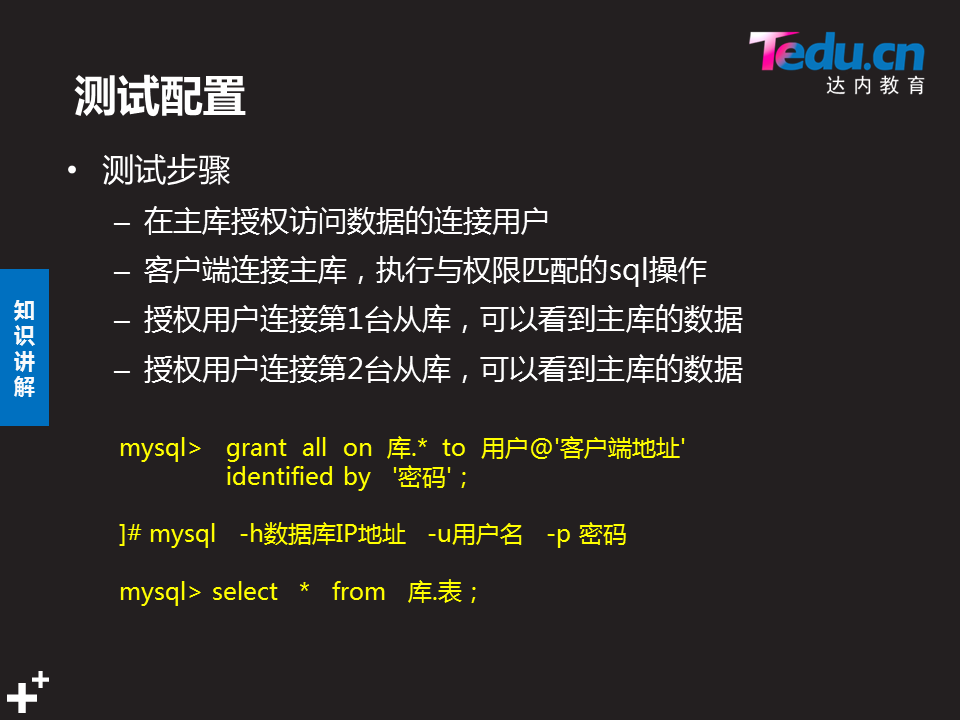 Tedu.cn
达内教育
测试配置
• 测试步骤
– 在主库授权访问数据的连接用户
– 客户端连接主库，执行与权限匹配的sql操作
– 授权用户连接第1台从库，可以看到主库的数据
– 授权用户连接第2台从库，可以看到主库的数据
知识讲解
mysql> grant all on 库.* to 用户@'客户端地址'
identified by '密码'；
]# mysql -h数据库IP地址 -u用户名 -p 密码
mysql> select * from 库.表；